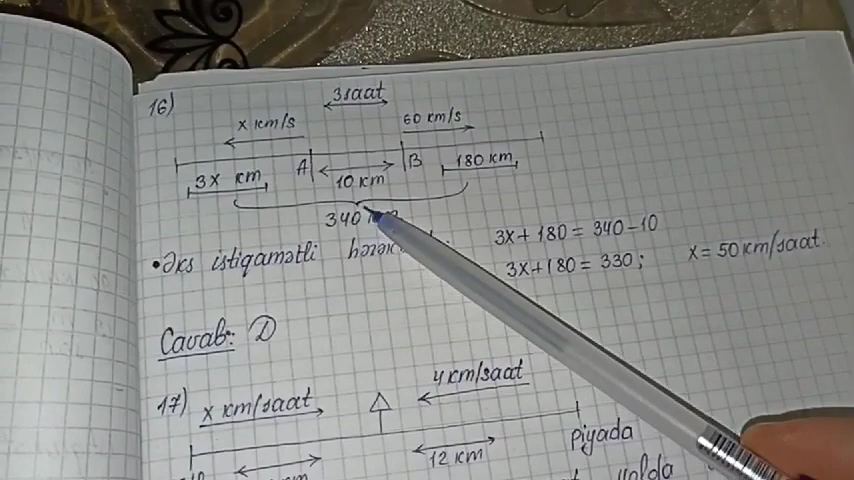 16)
3saat
x km/s
60 km/s
3x km
A
10 km
B
180 km
340
3x + 180 = 340 - 10
• Əks istiqamətli
3x+180 = 330;
x = 50 km/saat.
Cavab: D
17)
x km/saat
4 km/saat
12 km
piyada